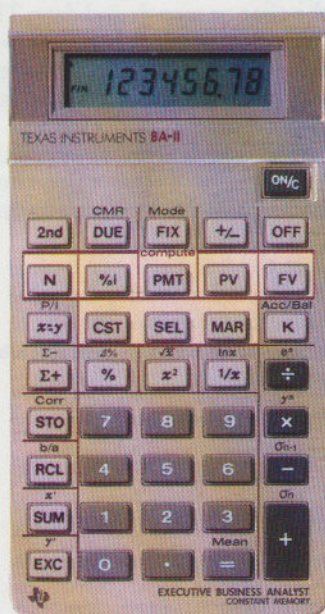 FIN 123456.78
TEXAS INSTRUMENTS BA-II
ON/C
CMR Mode
2nd DUE FIX +/− OFF
compute
N %i PMT PV FV
P/I Acc/Bal
x≷y CST SEL MAR K
Σ− Δ% √x lnx eˣ
Σ+ % x² 1/x ÷
Corr yˣ
STO 7 8 9 ×
b/a σn-1
RCL 4 5 6 −
x' σn
SUM 1 2 3 +
y' Mean
EXC 0 . =
EXECUTIVE BUSINESS ANALYST
CONSTANT MEMORY